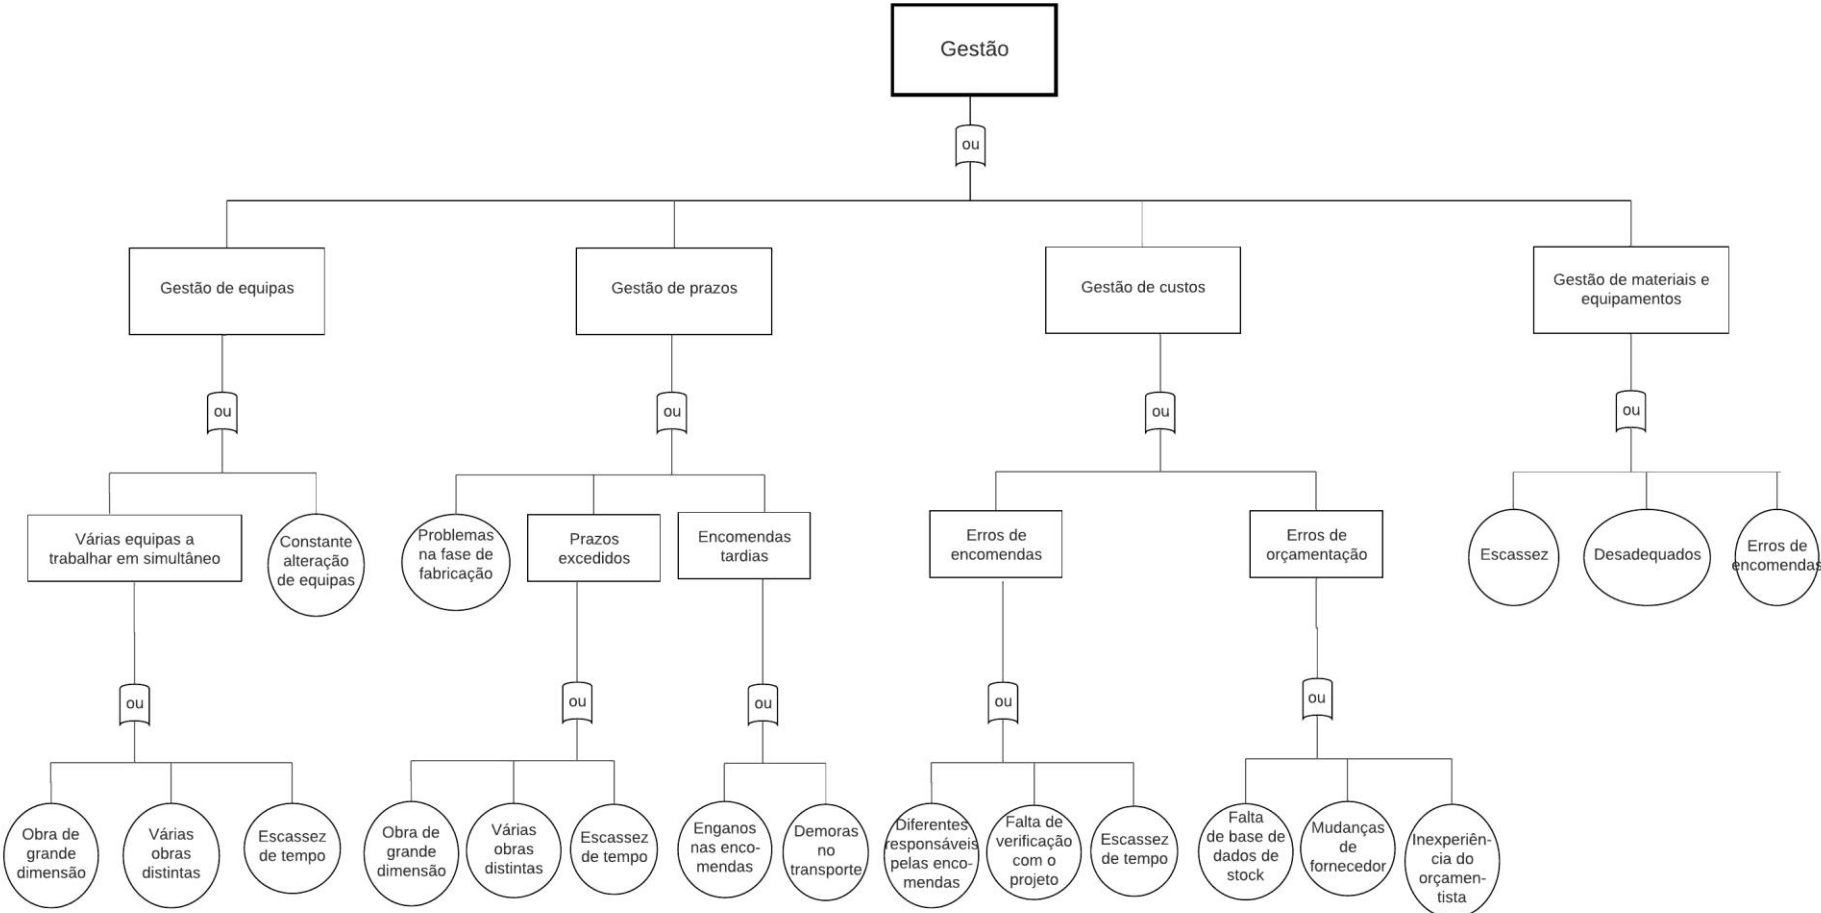 Gestão
ou
Gestão de equipas
Gestão de prazos
Gestão de custos
Gestão de materiais e
equipamentos
ou
ou
ou
ou
Várias equipas a
trabalhar em simultâneo
Constante
alteração
de equipas
Problemas
na fase de
fabricação
Prazos
excedidos
Encomendas
tardias
Erros de
encomendas
Erros de
orçamentação
Escassez
Desadequados
Erros de
encomendas
ou
ou
ou
ou
ou
Obra de
grande
dimensão
Várias
obras
distintas
Escassez
de tempo
Obra de
grande
dimensão
Várias
obras
distintas
Escassez
de tempo
Enganos
nas enco-
mendas
Demoras
no
transporte
Diferentes
responsáveis
pelas enco-
mendas
Falta de
verificação
com o
projeto
Escassez
de tempo
Falta
de base de
dados de
stock
Mudanças
de
fornecedor
Inexperiên-
cia do
orçamen-
tista